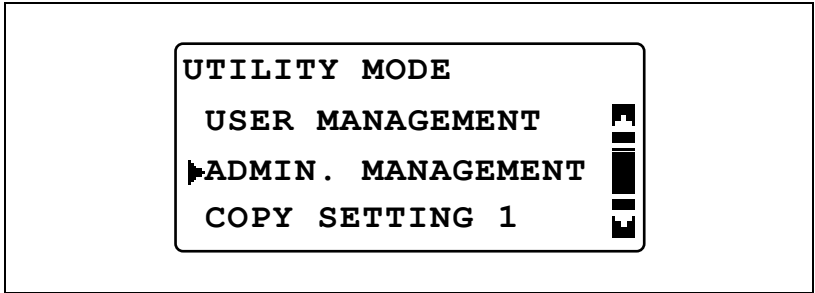 UTILITY MODE
USER MANAGEMENT
ADMIN. MANAGEMENT
COPY SETTING 1